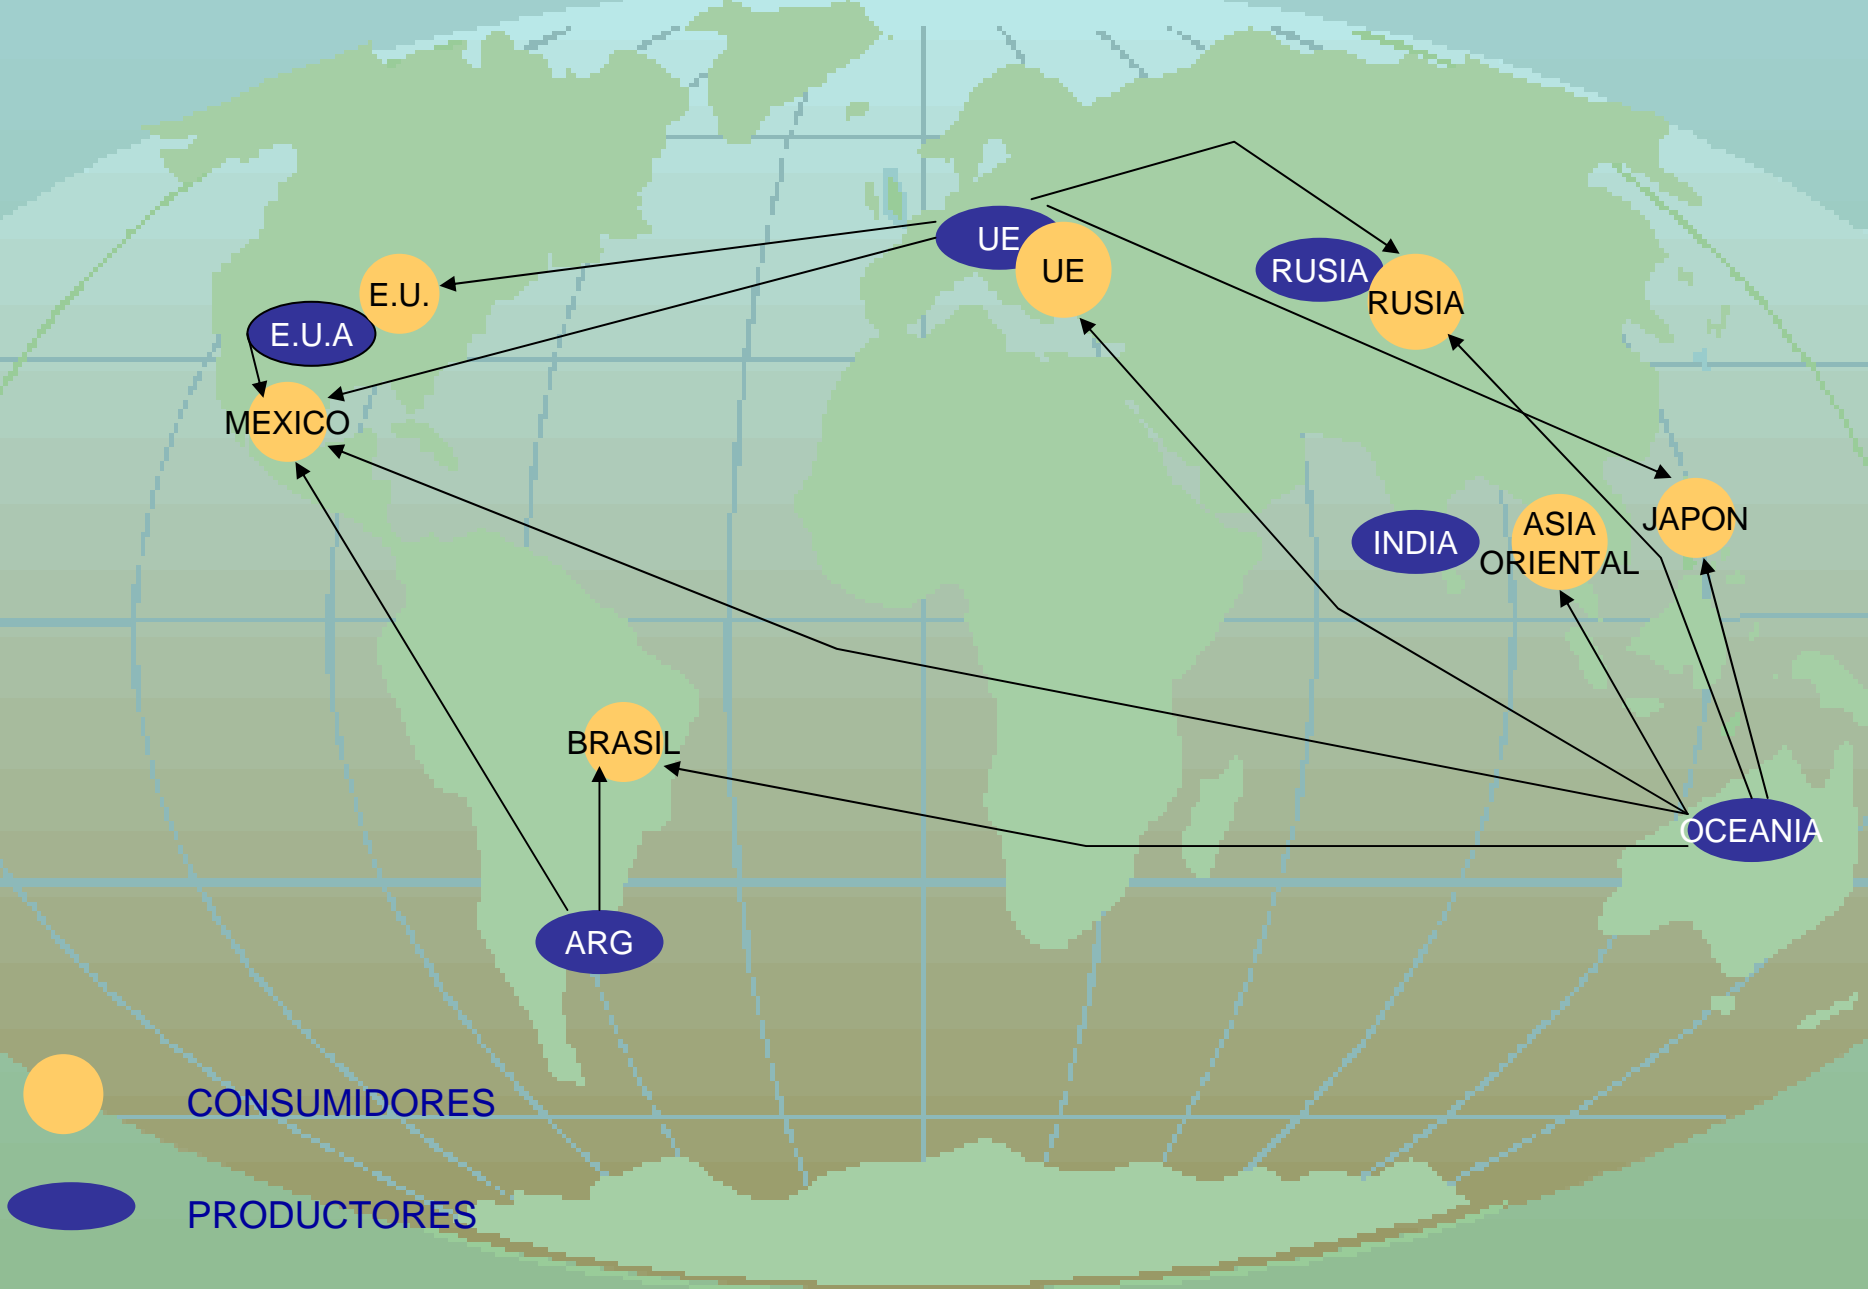 UE
UE
RUSIA
RUSIA
E.U.
E.U.A
MEXICO
INDIA
ASIA
ORIENTAL
JAPON
BRASIL
OCEANIA
ARG
CONSUMIDORES
PRODUCTORES